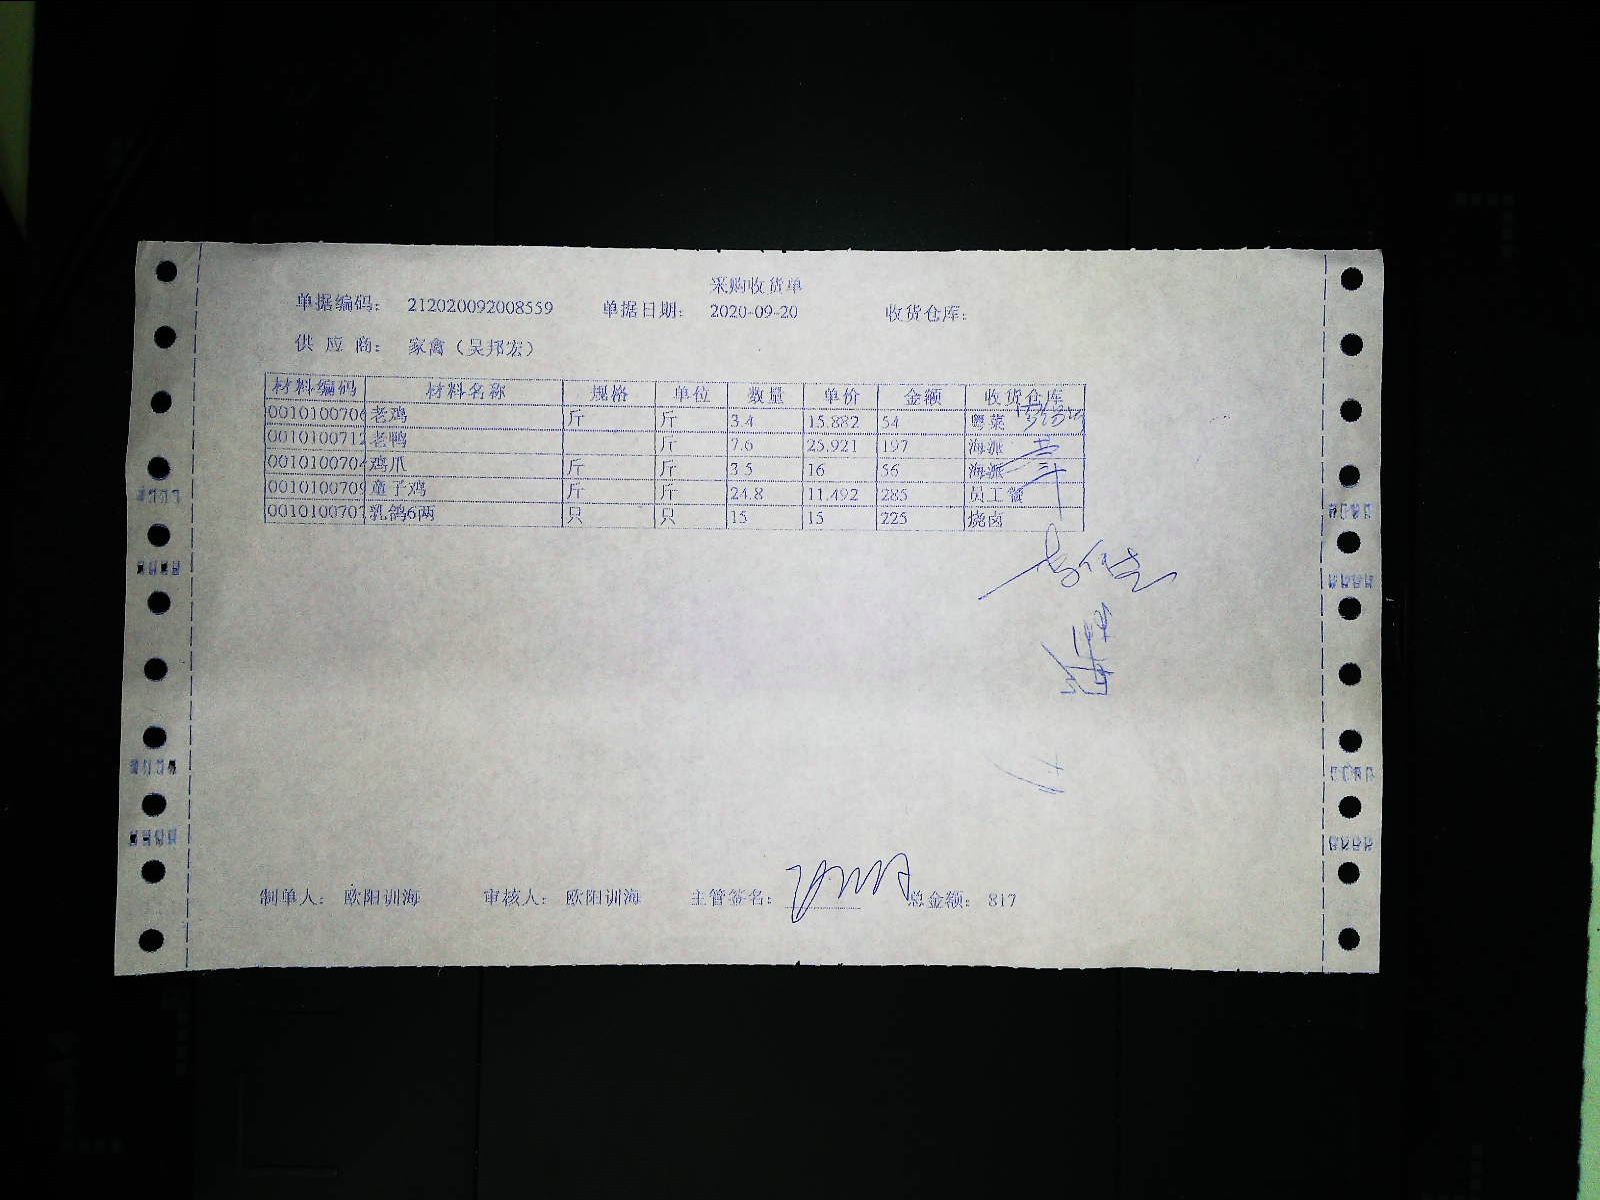 采购收货单
单据编码： 212020092008559 单据日期： 2020-09-20 收货仓库：
供 应 商： 家禽（吴邦宏）
材料编码 材料名称 规格 单位 数量 单价 金额 收货仓库
0010100706 老鸡 斤 斤 3.4 15.882 54 粤菜
0010100712 老鸭 斤 7.6 25.921 197 海派
001010070 鸡爪 斤 斤 3.5 16 56 海派
0010100709 童子鸡 斤 斤 24.8 11.492 285 员工餐
001010070 乳鸽6两 只 只 15 15 225 烧卤
制单人： 欧阳训海 审核人： 欧阳训海 主管签名： 总金额： 817